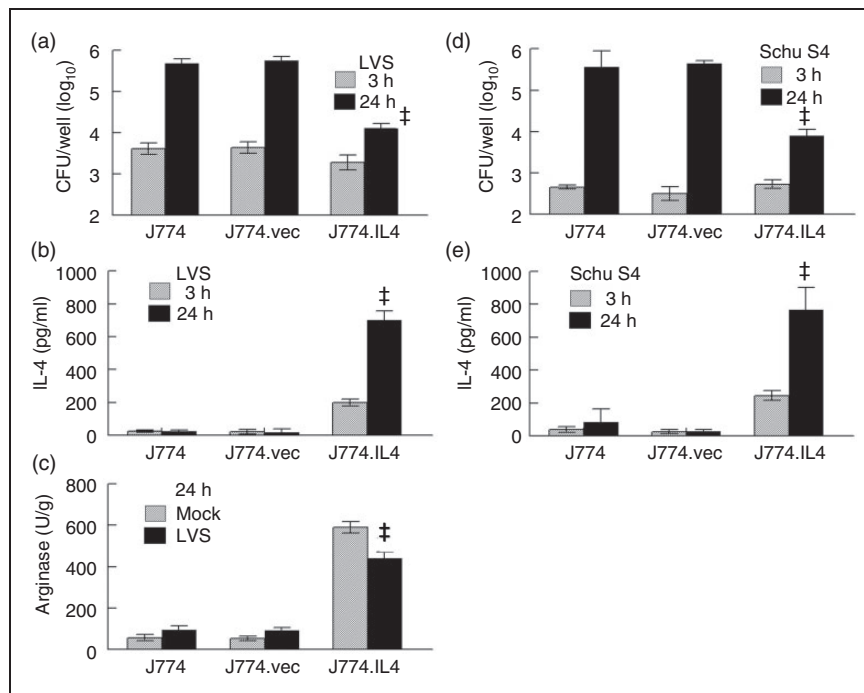 (a)
LVS
3 h
24 h
CFU/well (log10)
6
5
4
3
2
‡
J774 J774.vec J774.IL4
(b)
LVS
3 h
24 h
IL-4 (pg/ml)
1000
800
600
400
200
0
‡
J774 J774.vec J774.IL4
(c)
24 h
Mock
LVS
Arginase (U/g)
800
600
400
200
0
‡
J774 J774.vec J774.IL4
(d)
Schu S4
3 h
24 h
CFU/well (log10)
6
5
4
3
2
‡
J774 J774.vec J774.IL4
(e)
Schu S4
3 h
24 h
IL-4 (pg/ml)
1000
800
600
400
200
0
‡
J774 J774.vec J774.IL4